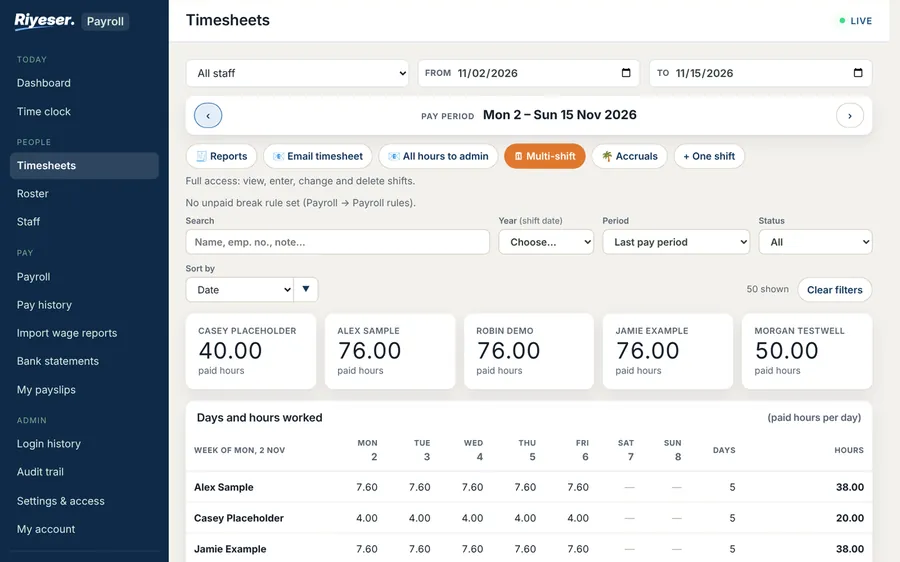 Riyeser. Payroll
TODAY
Dashboard
Time clock
PEOPLE
Timesheets
Roster
Staff
PAY
Payroll
Pay history
Import wage reports
Bank statements
My payslips
ADMIN
Login history
Audit trail
Settings & access
My account
Timesheets
LIVE
All staff
FROM 11/02/2026
TO 11/15/2026
‹ PAY PERIOD Mon 2 – Sun 15 Nov 2026 ›
🧾 Reports
📧 Email timesheet
📧 All hours to admin
🗓 Multi-shift
🌴 Accruals
+ One shift
Full access: view, enter, change and delete shifts.
No unpaid break rule set (Payroll → Payroll rules).
Search
Name, emp. no., note...
Year (shift date)
Choose...
Period
Last pay period
Status
All
Sort by
Date ▼
50 shown
Clear filters
CASEY PLACEHOLDER
40.00
paid hours
ALEX SAMPLE
76.00
paid hours
ROBIN DEMO
76.00
paid hours
JAMIE EXAMPLE
76.00
paid hours
MORGAN TESTWELL
50.00
paid hours
Days and hours worked (paid hours per day)
WEEK OF MON, 2 NOV MON 2 TUE 3 WED 4 THU 5 FRI 6 SAT 7 SUN 8 DAYS HOURS
Alex Sample 7.60 7.60 7.60 7.60 7.60 — — 5 38.00
Casey Placeholder 4.00 4.00 4.00 4.00 4.00 — — 5 20.00
Jamie Example 7.60 7.60 7.60 7.60 7.60 — — 5 38.00